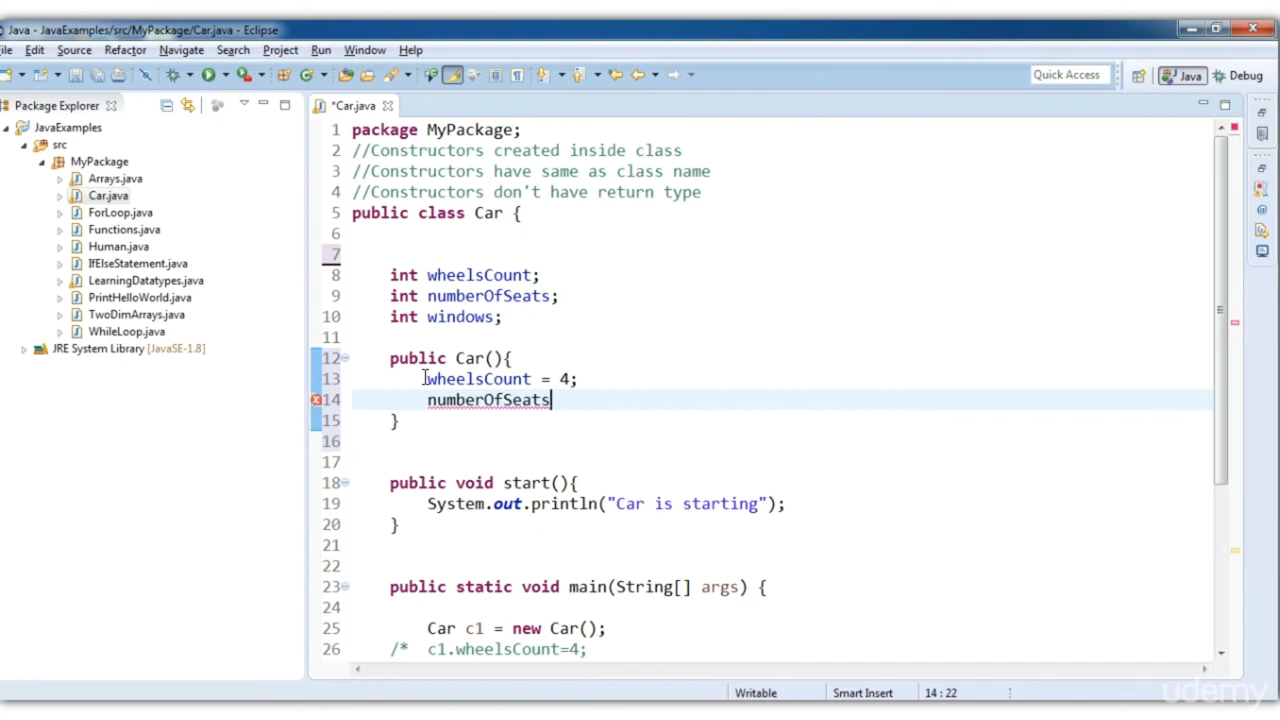 Java - JavaExamples/src/MyPackage/Car.java - Eclipse
ile Edit Source Refactor Navigate Search Project Run Window Help
Quick Access Java Debug
Package Explorer
*Car.java
JavaExamples
src
MyPackage
Arrays.java
Car.java
ForLoop.java
Functions.java
Human.java
IfElseStatement.java
LearningDatatypes.java
PrintHelloWorld.java
TwoDimArrays.java
WhileLoop.java
JRE System Library [JavaSE-1.8]
1 package MyPackage;
2 //Constructors created inside class
3 //Constructors have same as class name
4 //Constructors don't have return type
5 public class Car {
6
7
8 int wheelsCount;
9 int numberOfSeats;
10 int windows;
11
12 public Car(){
13 wheelsCount = 4;
14 numberOfSeats
15 }
16
17
18 public void start(){
19 System.out.println("Car is starting");
20 }
21
22
23 public static void main(String[] args) {
24
25 Car c1 = new Car();
26 /* c1.wheelsCount=4;
Writable Smart Insert 14 : 22
udemy